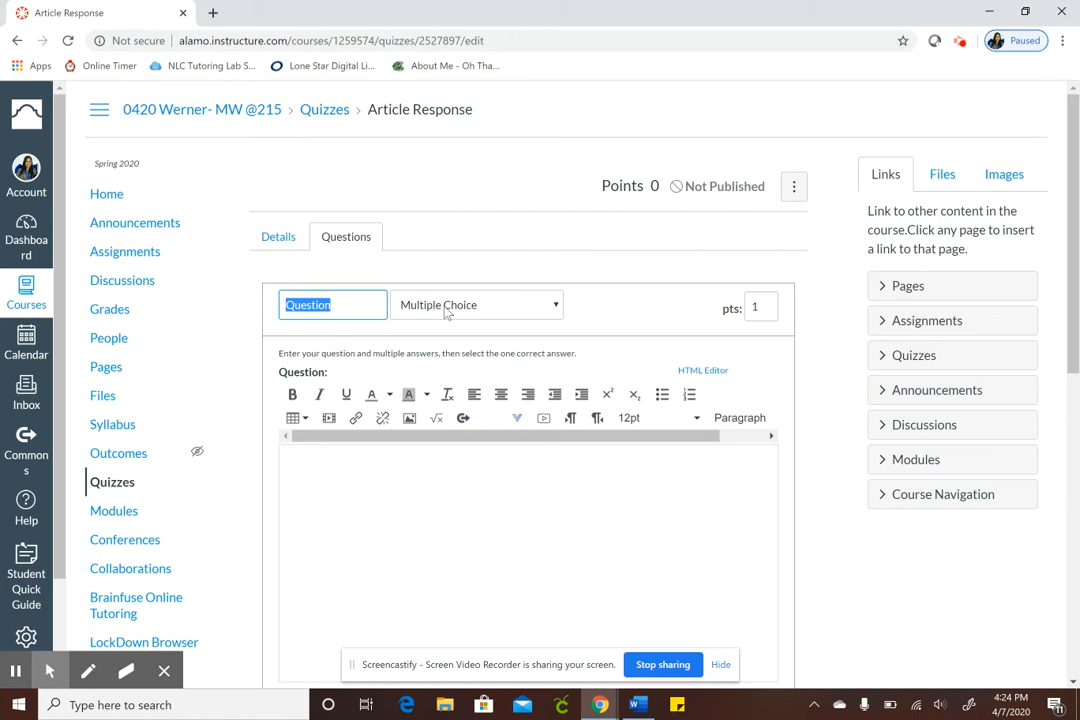 Article Response
Not secure
alamo.instructure.com/courses/1259574/quizzes/2527897/edit
Paused
Apps
Online Timer
NLC Tutoring Lab S...
Lone Star Digital Li...
About Me - Oh Tha...
0420 Werner- MW @215 > Quizzes > Article Response
Account
Dashboa
rd
Courses
Calendar
Inbox
Common
s
Help
Student
Quick
Guide
Spring 2020
Home
Announcements
Assignments
Discussions
Grades
People
Pages
Files
Syllabus
Outcomes
Quizzes
Modules
Conferences
Collaborations
Brainfuse Online
Tutoring
LockDown Browser
Points 0 Not Published
Details
Questions
Question
Multiple Choice
pts: 1
Enter your question and multiple answers, then select the one correct answer.
Question:
HTML Editor
B I U A A
12pt
Paragraph
Links
Files
Images
Link to other content in the
course.Click any page to insert
a link to that page.
Pages
Assignments
Quizzes
Announcements
Discussions
Modules
Course Navigation
Screencastify - Screen Video Recorder is sharing your screen.
Stop sharing
Hide
Type here to search
4:24 PM
4/7/2020